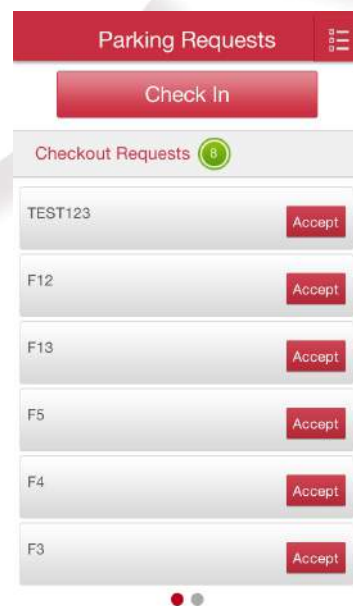 Parking Requests
Check In
Checkout Requests 8
TEST123
Accept
F12
Accept
F13
Accept
F5
Accept
F4
Accept
F3
Accept